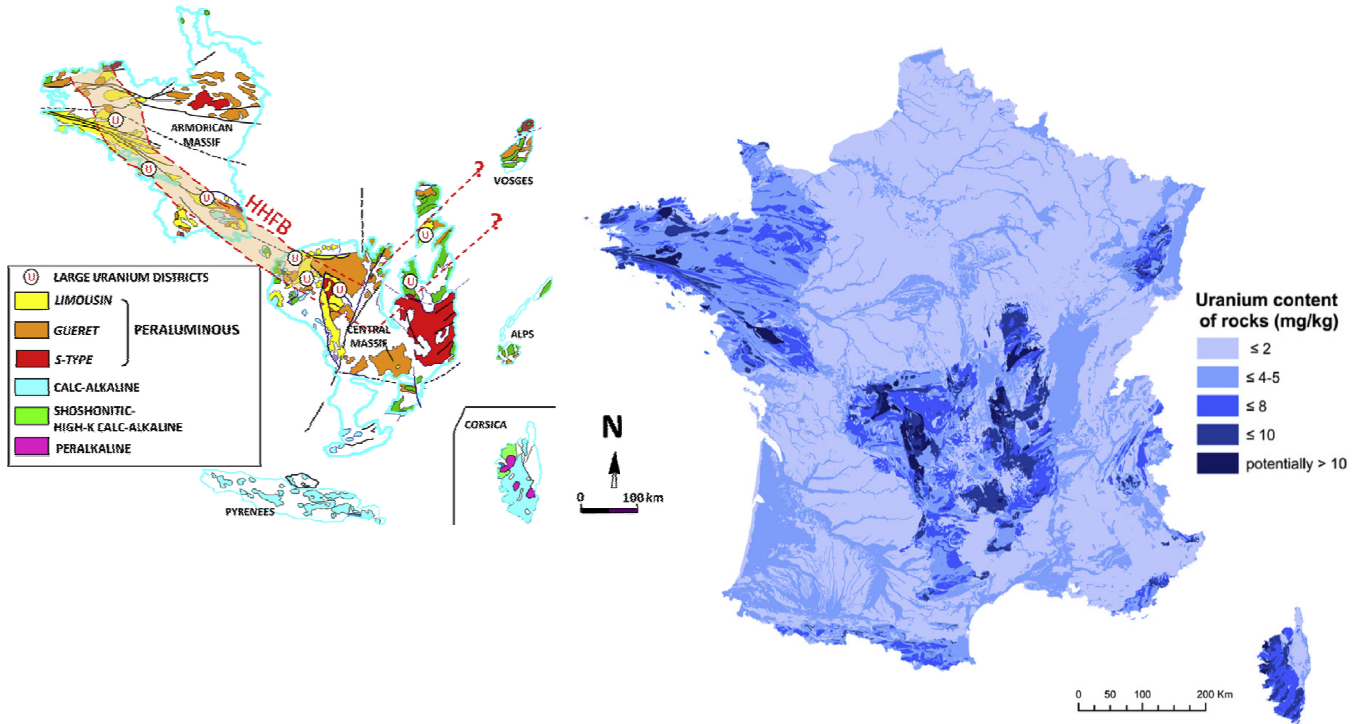 ARMORICAN
MASSIF
U
U
U
HHFB
?
VOSGES
?
U
U
U
U
U
CENTRAL
MASSIF
ALPS
LARGE URANIUM DISTRICTS
LIMOUSIN
GUERET
PERALUMINOUS
S-TYPE
CALC-ALKALINE
SHOSHONITIC-
HIGH-K CALC-ALKALINE
PERALKALINE
PYRENEES
N
0 100 km
CORSICA
Uranium content
of rocks (mg/kg)
≤ 2
≤ 4-5
≤ 8
≤ 10
potentially > 10
0 50 100 200 Km